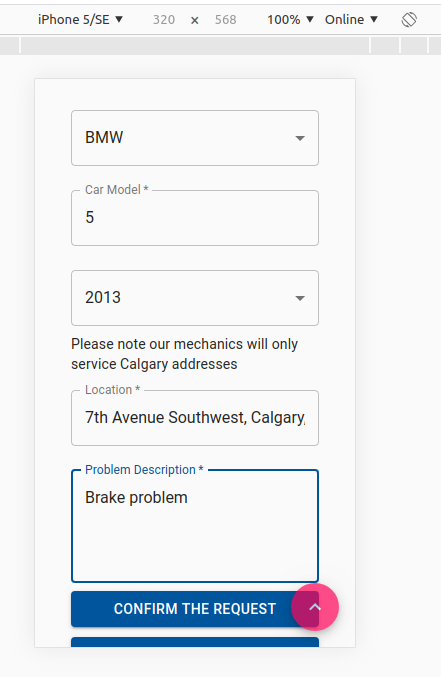 iPhone 5/SE ▼ 320 × 568 100% ▼ Online ▼
BMW
Car Model *
5
2013
Please note our mechanics will only
service Calgary addresses
Location *
7th Avenue Southwest, Calgary,
Problem Description *
Brake problem
CONFIRM THE REQUEST